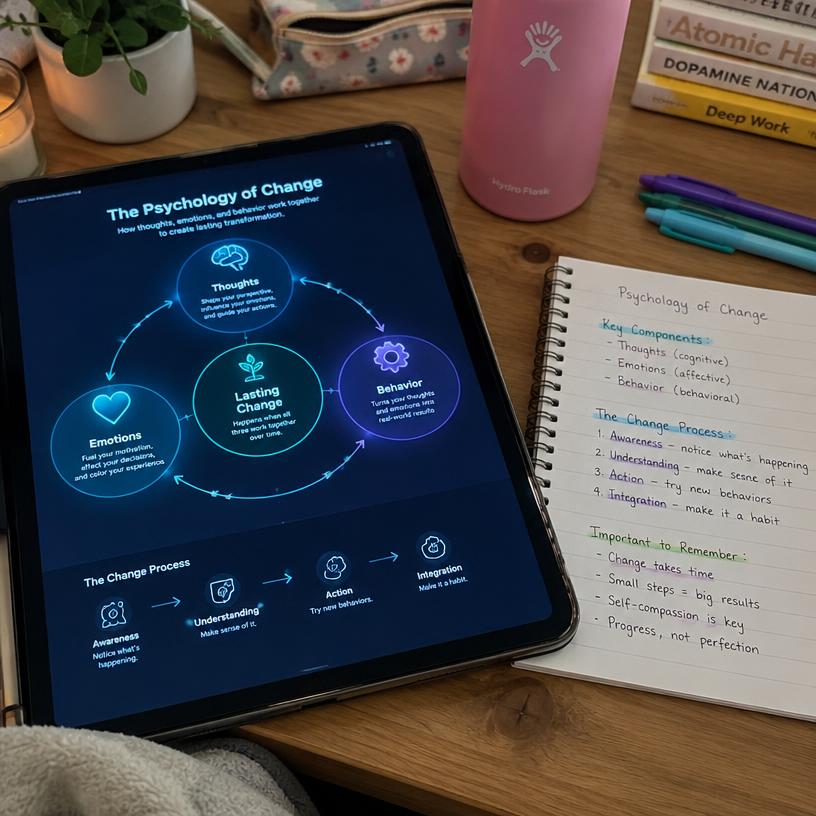 The Psychology of Change
How thoughts, emotions, and behavior work together
to create lasting transformation.
Thoughts
Shapes your perspective,
influence your emotions,
and guide your actions.
Emotions
Fuel your motivation,
affect your decisions,
and color your experience
Lasting
Change
Happens when all
three work together
over time.
Behavior
Turns your thoughts
and emotions into
real-world results
The Change Process
Awareness
Notice what's
happening.
Understanding
Make sense of it.
Action
Try new behaviors.
Integration
Make it a habit.
Hydro Flask
Atomic Ha
DOPAMINE NATION
Deep Work
Psychology of Change
Key Components:
- Thoughts (cognitive)
- Emotions (affective)
- Behavior (behavioral)
The Change Process:
1. Awareness – notice what's happening
2. Understanding – make sesne of it
3. Action – try new behaviors
4. Integration – make it a habit
Important to Remember:
- Change takes time
- Small steps = big results
- Self-compassion is key
- Progress, not perfection